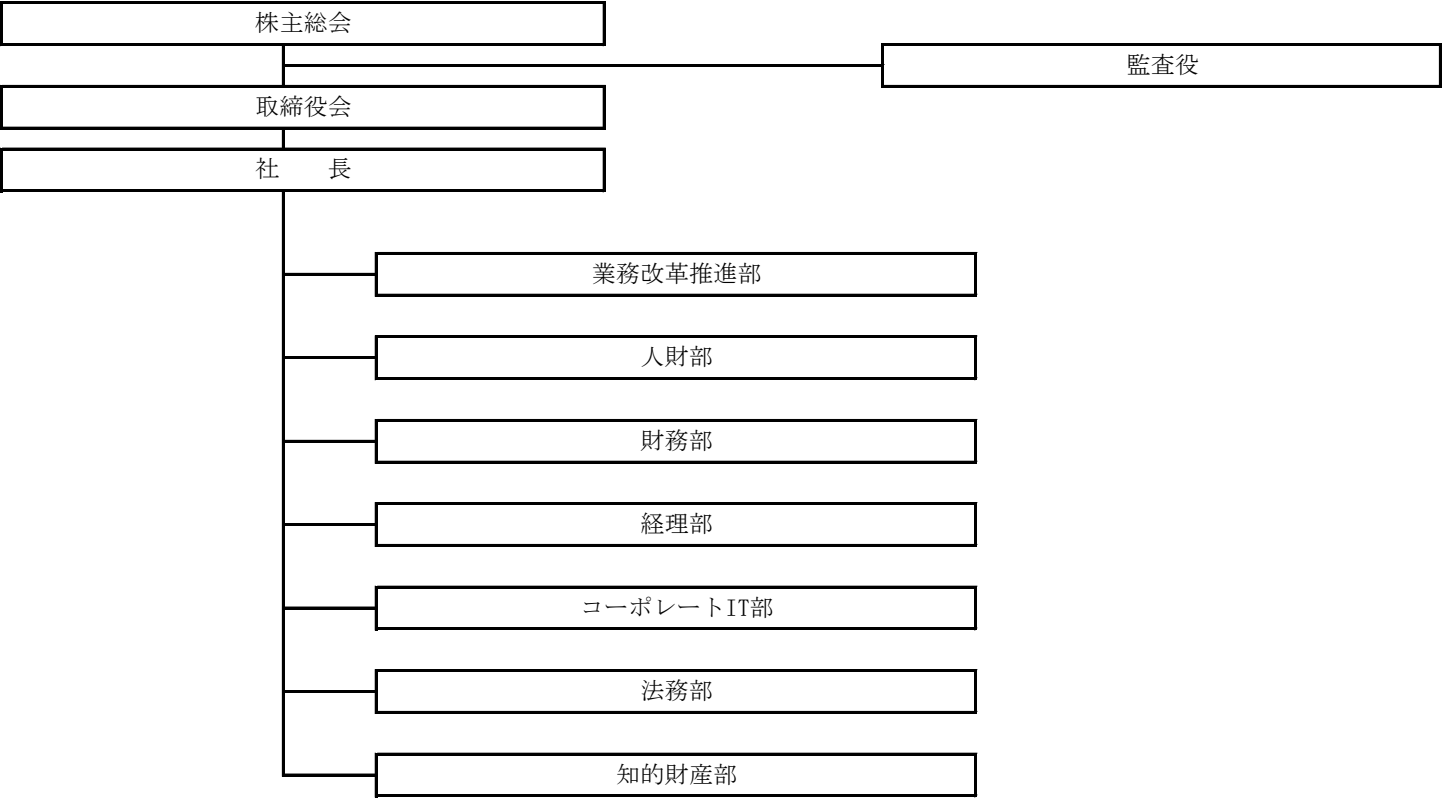 株主総会
監査役
取締役会
社　　長
業務改革推進部
人財部
財務部
経理部
コーポレートIT部
法務部
知的財産部